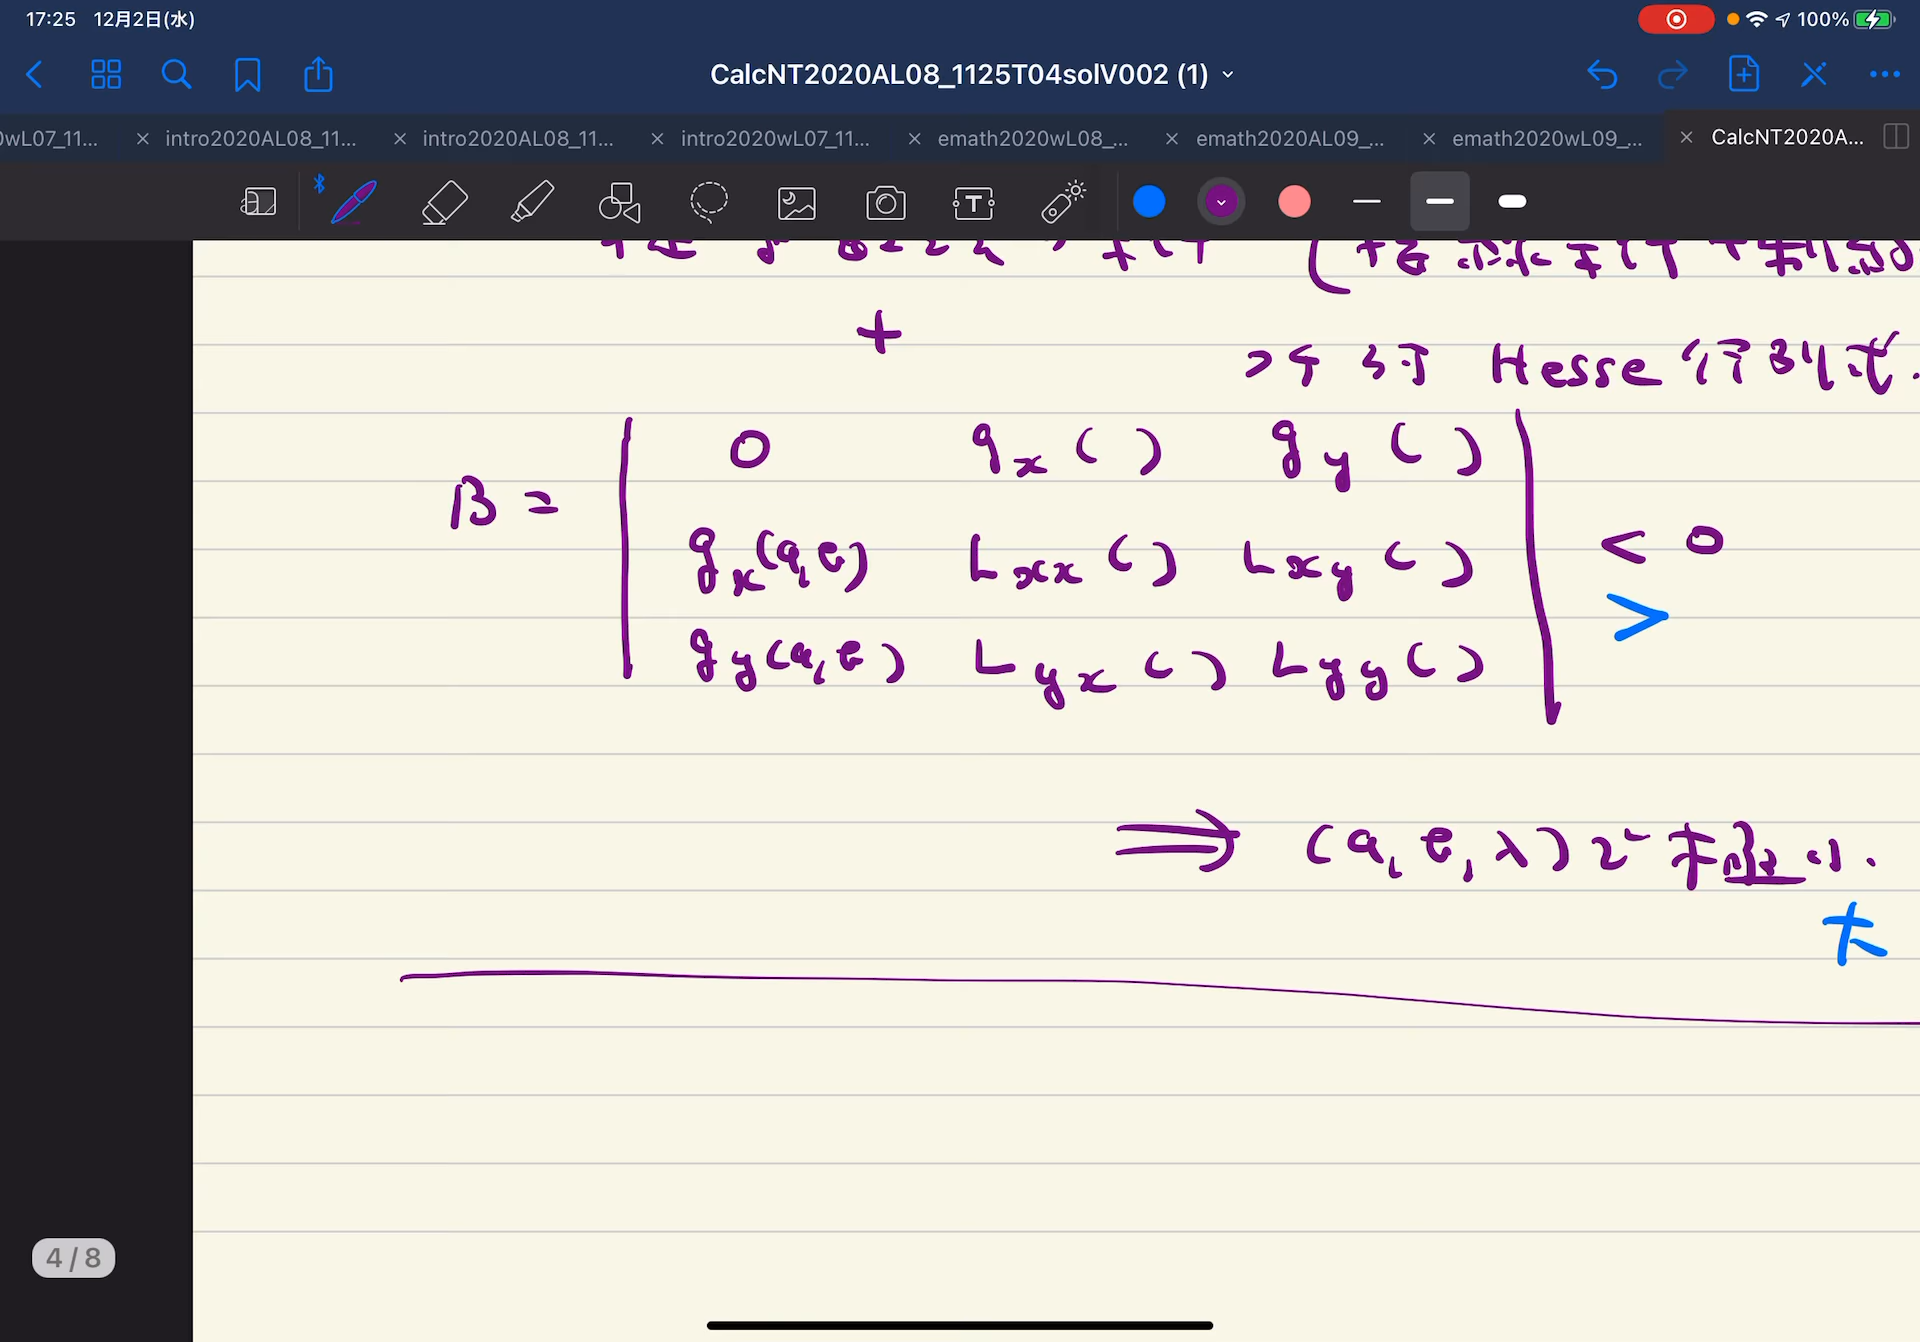 17:25 12月2日(水) 100%
CalcNT2020AL08_1125T04solV002 (1)
0wL07_11... × intro2020AL08_11... × intro2020AL08_11... × intro2020wL07_11... × emath2020wL08_... × emath2020AL09_... × emath2020wL09_... × CalcNT2020A...
+
Hesse 行列式.
0 gx( ) gy( )
B =
gx(a,b) Lxx( ) Lxy( ) < 0
>
gy(a,b) Lyx( ) Lyy( )
⇒ (a, b, λ) で 極小.
大
4 / 8